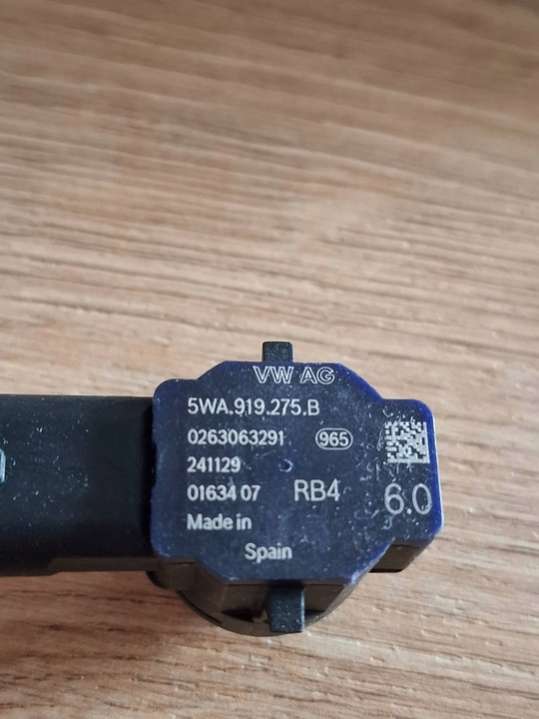 VW AG
5WA.919.275.B
0263063291 965
241129
01634 07 RB4 6.0
Made in
Spain